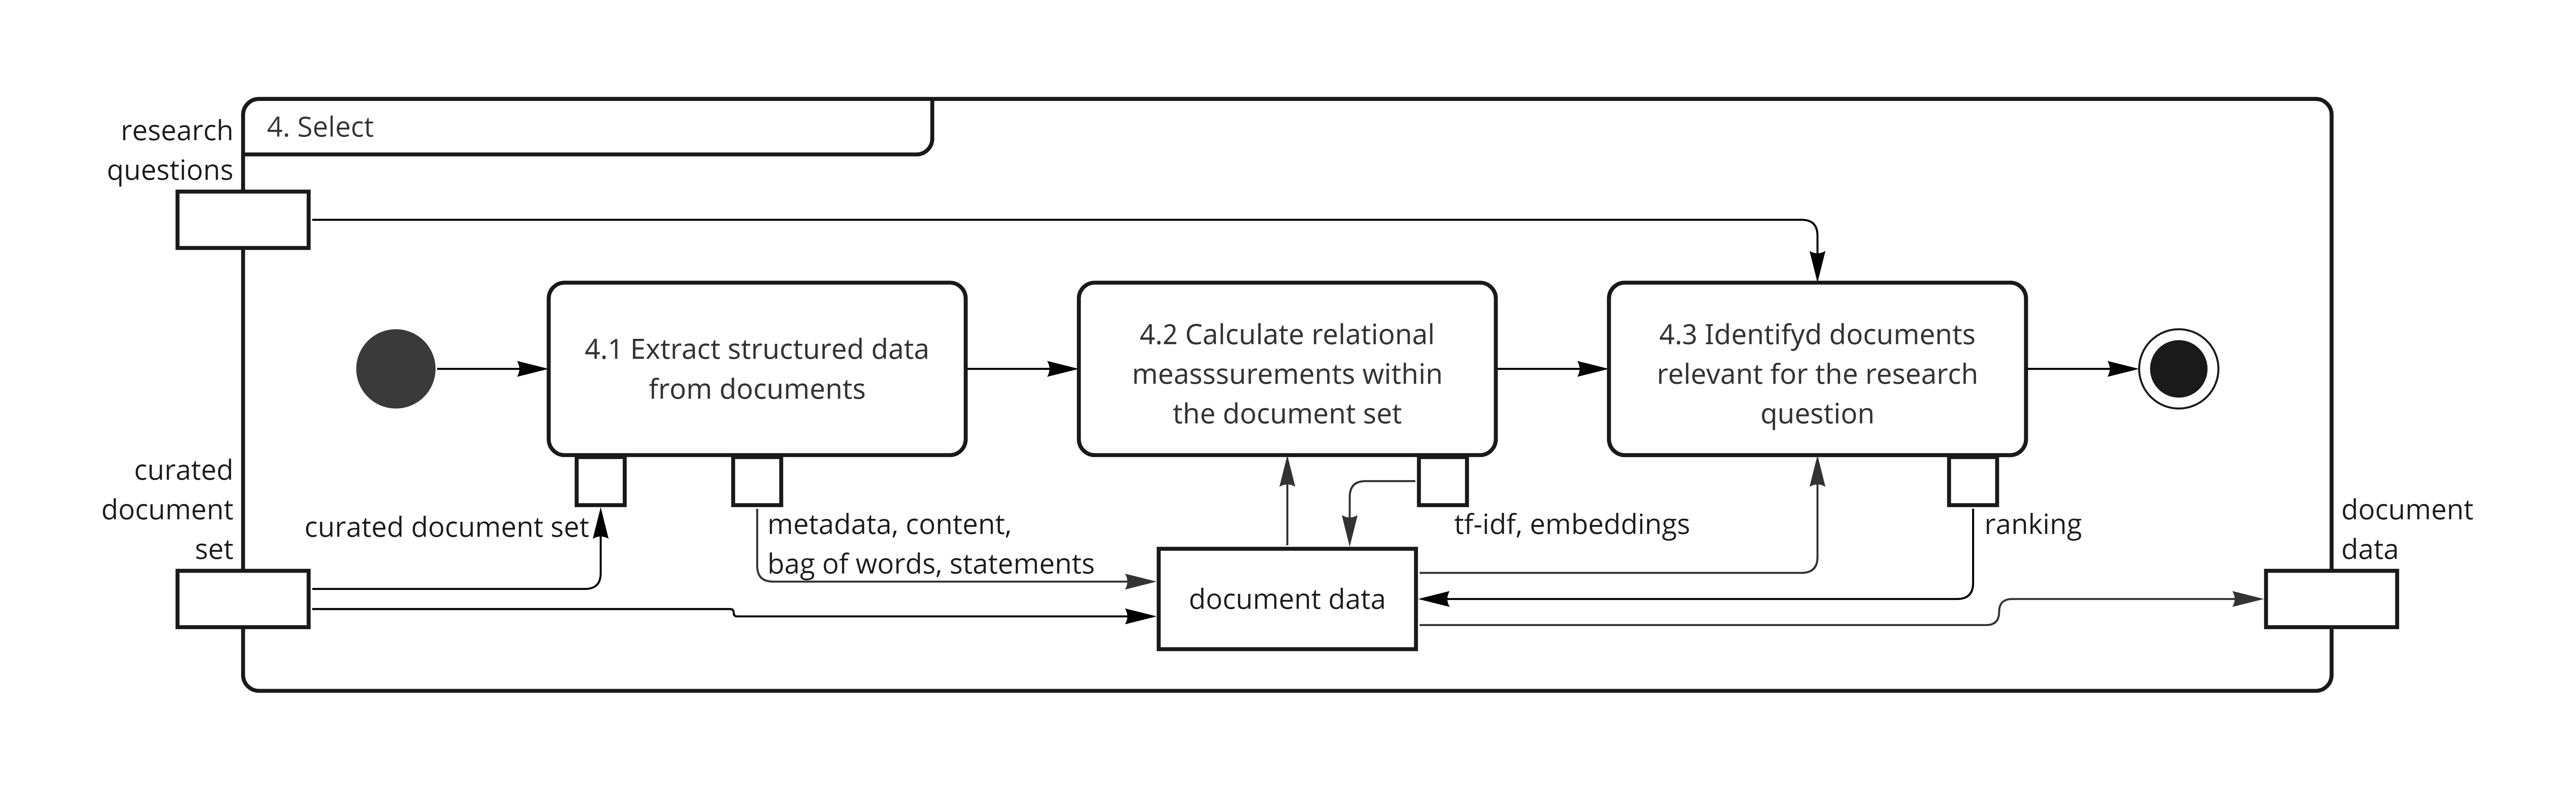 research
questions
4. Select
4.1 Extract structured data
from documents
4.2 Calculate relational
measssurements within
the document set
4.3 Identifyd documents
relevant for the research
question
curated
document
set
curated document set
metadata, content,
bag of words, statements
tf-idf, embeddings
ranking
document
data
document data